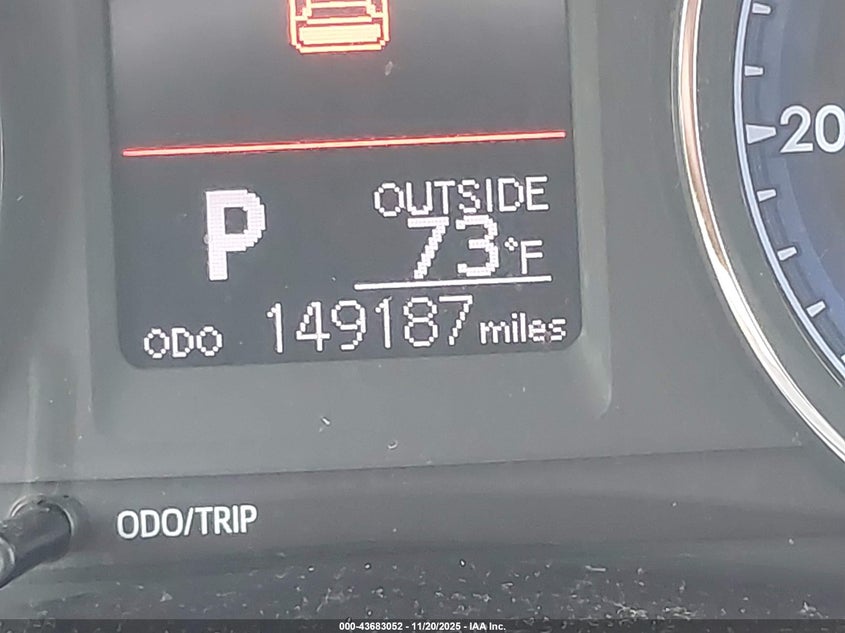 20
P
OUTSIDE
73°F
ODO 149187 miles
ODO/TRIP
000-43683052 - 11/20/2025 - IAA Inc.